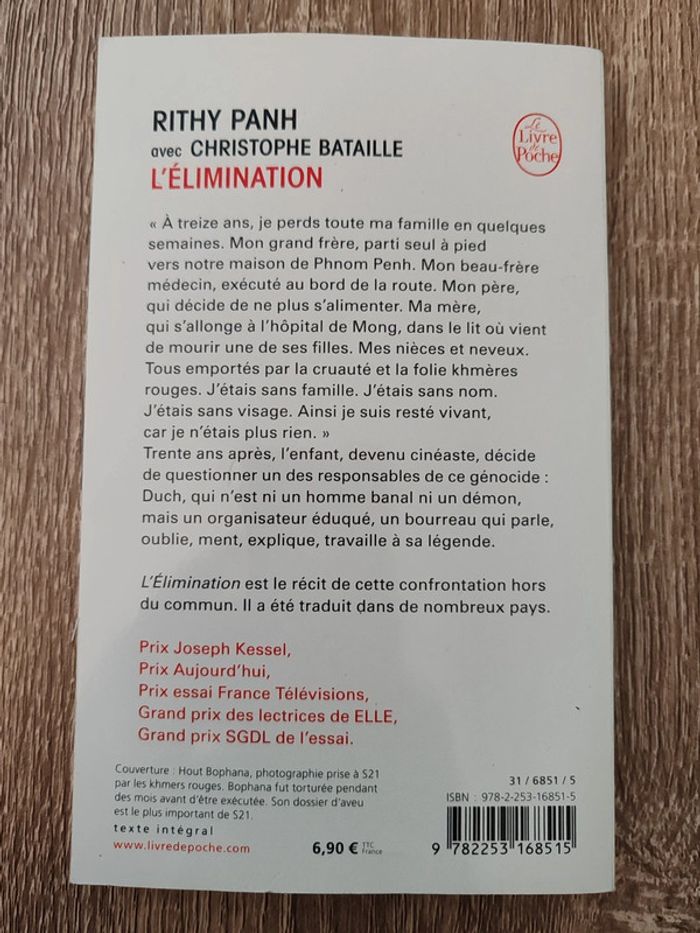 RITHY PANH
avec CHRISTOPHE BATAILLE
L'ÉLIMINATION
Le
Livre
de
Poche
« À treize ans, je perds toute ma famille en quelques
semaines. Mon grand frère, parti seul à pied
vers notre maison de Phnom Penh. Mon beau-frère
médecin, exécuté au bord de la route. Mon père,
qui décide de ne plus s'alimenter. Ma mère,
qui s'allonge à l'hôpital de Mong, dans le lit où vient
de mourir une de ses filles. Mes nièces et neveux.
Tous emportés par la cruauté et la folie khmères
rouges. J'étais sans famille. J'étais sans nom.
J'étais sans visage. Ainsi je suis resté vivant,
car je n'étais plus rien. »
Trente ans après, l'enfant, devenu cinéaste, décide
de questionner un des responsables de ce génocide :
Duch, qui n'est ni un homme banal ni un démon,
mais un organisateur éduqué, un bourreau qui parle,
oublie, ment, explique, travaille à sa légende.
L'Élimination est le récit de cette confrontation hors
du commun. Il a été traduit dans de nombreux pays.
Prix Joseph Kessel,
Prix Aujourd'hui,
Prix essai France Télévisions,
Grand prix des lectrices de ELLE,
Grand prix SGDL de l'essai.
Couverture : Hout Bophana, photographie prise à S21
par les khmers rouges. Bophana fut torturée pendant
des mois avant d'être exécutée. Son dossier d'aveu
est le plus important de S21.
texte intégral
www.livredepoche.com
6,90 € TTC
France
31 / 6851 / 5
ISBN : 978-2-253-16851-5
9 782253 168515